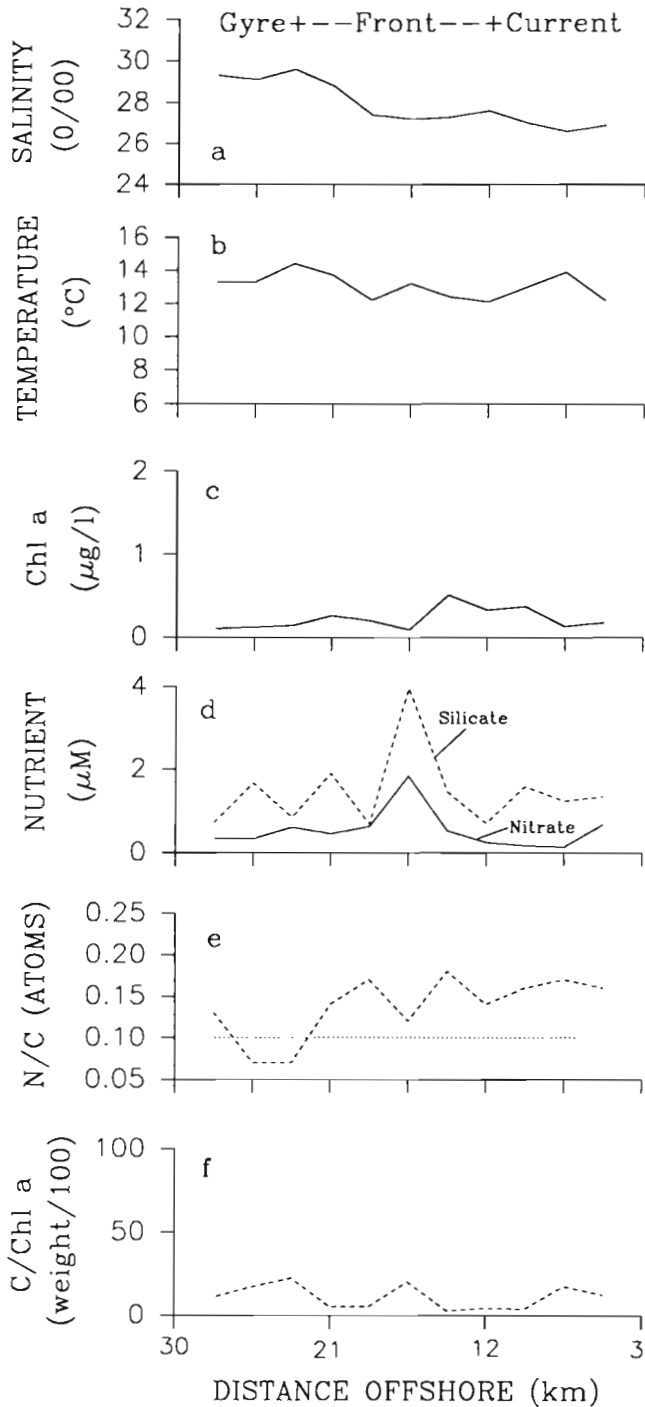 Gyre+--Front---+Current
SALINITY
(0/00)
32
30
28
26
24
a
TEMPERATURE
(°C)
16
14
12
10
8
6
b
Chl a
(µg/l)
2
1
0
c
NUTRIENT
(µM)
4
2
0
d
Silicate
Nitrate
N/C (ATOMS)
0.25
0.20
0.15
0.10
0.05
e
C/Chl a
(weight/100)
100
50
0
f
30 21 12 3
DISTANCE OFFSHORE (km)